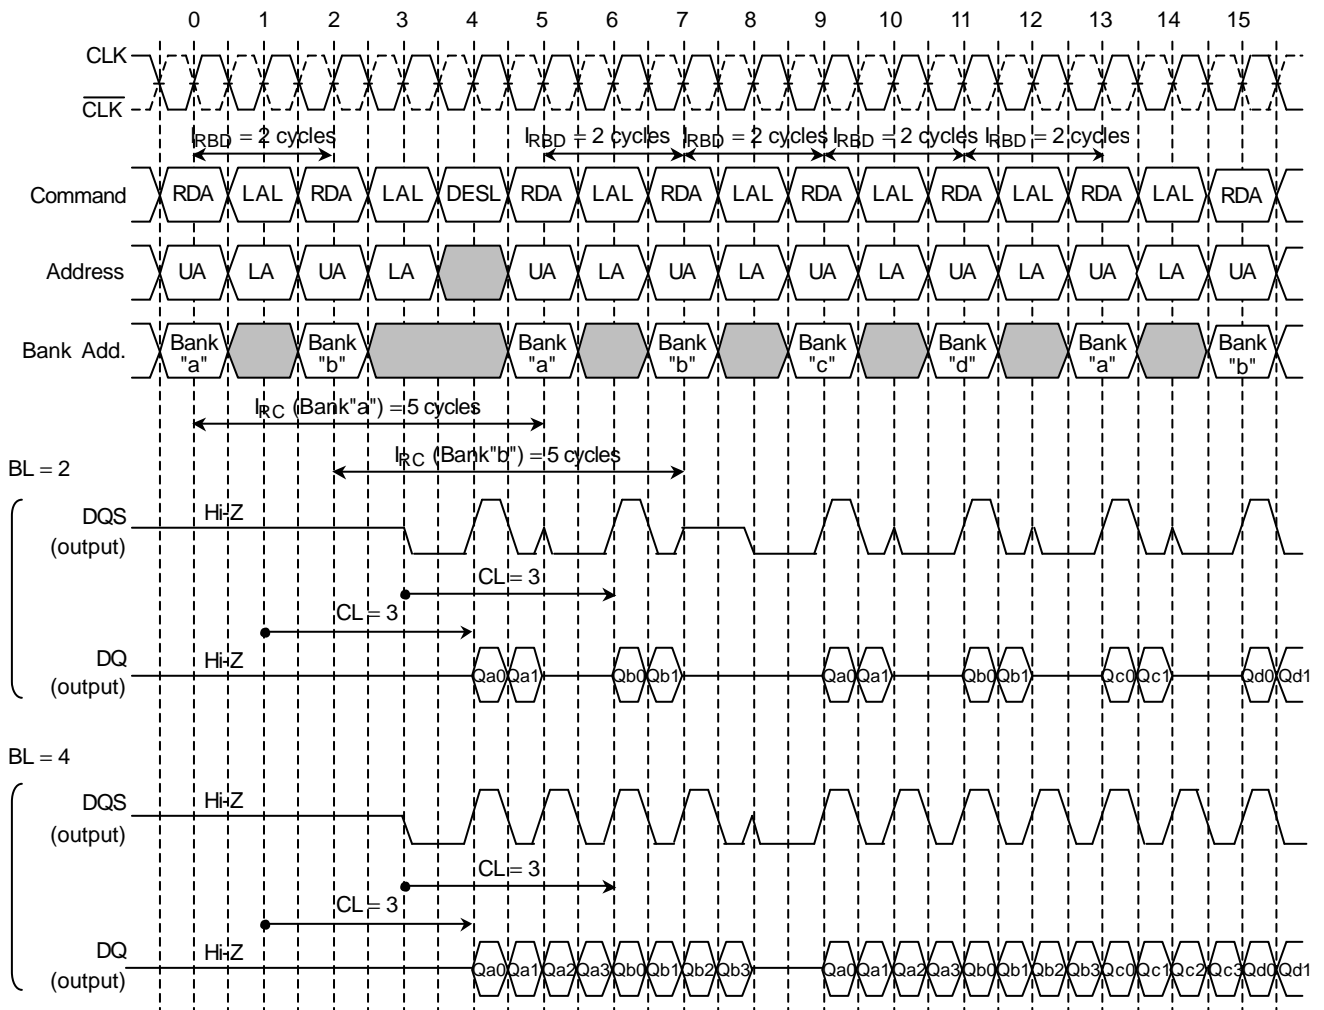 0 1 2 3 4 5 6 7 8 9 10 11 12 13 14 15
CLK
CLK
IRBD = 2 cycles IRBD = 2 cycles IRBD = 2 cycles IRBD = 2 cycles IRBD = 2 cycles
Command RDA LAL RDA LAL DESL RDA LAL RDA LAL RDA LAL RDA LAL RDA LAL RDA
Address UA LA UA LA UA LA UA LA UA LA UA LA UA LA UA
Bank Add. Bank "a" Bank "b" Bank "a" Bank "b" Bank "c" Bank "d" Bank "a" Bank "b"
IRC (Bank"a") = 5 cycles
IRC (Bank"b") = 5 cycles
BL = 2
DQS Hi-Z
(output)
CL = 3
CL = 3
DQ Hi-Z
(output) Qa0 Qa1 Qb0 Qb1 Qa0 Qa1 Qb0 Qb1 Qc0 Qc1 Qd0 Qd1
BL = 4
DQS Hi-Z
(output)
CL = 3
CL = 3
DQ Hi-Z
(output) Qa0 Qa1 Qa2 Qa3 Qb0 Qb1 Qb2 Qb3 Qa0 Qa1 Qa2 Qa3 Qb0 Qb1 Qb2 Qb3 Qc0 Qc1 Qc2 Qc3 Qd0 Qd1